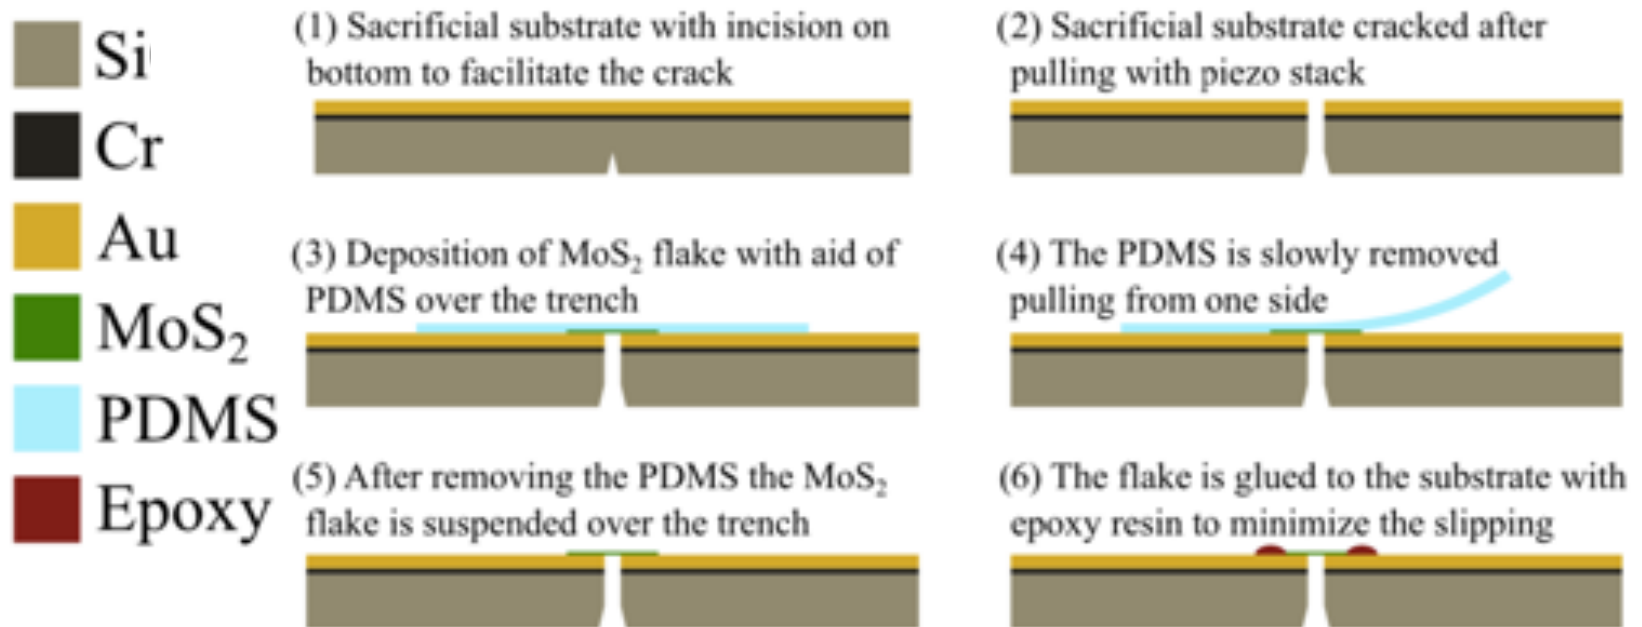 Si
Cr
Au
MoS₂
PDMS
Epoxy
(1) Sacrificial substrate with incision on
bottom to facilitate the crack
(2) Sacrificial substrate cracked after
pulling with piezo stack
(3) Deposition of MoS₂ flake with aid of
PDMS over the trench
(4) The PDMS is slowly removed
pulling from one side
(5) After removing the PDMS the MoS₂
flake is suspended over the trench
(6) The flake is glued to the substrate with
epoxy resin to minimize the slipping